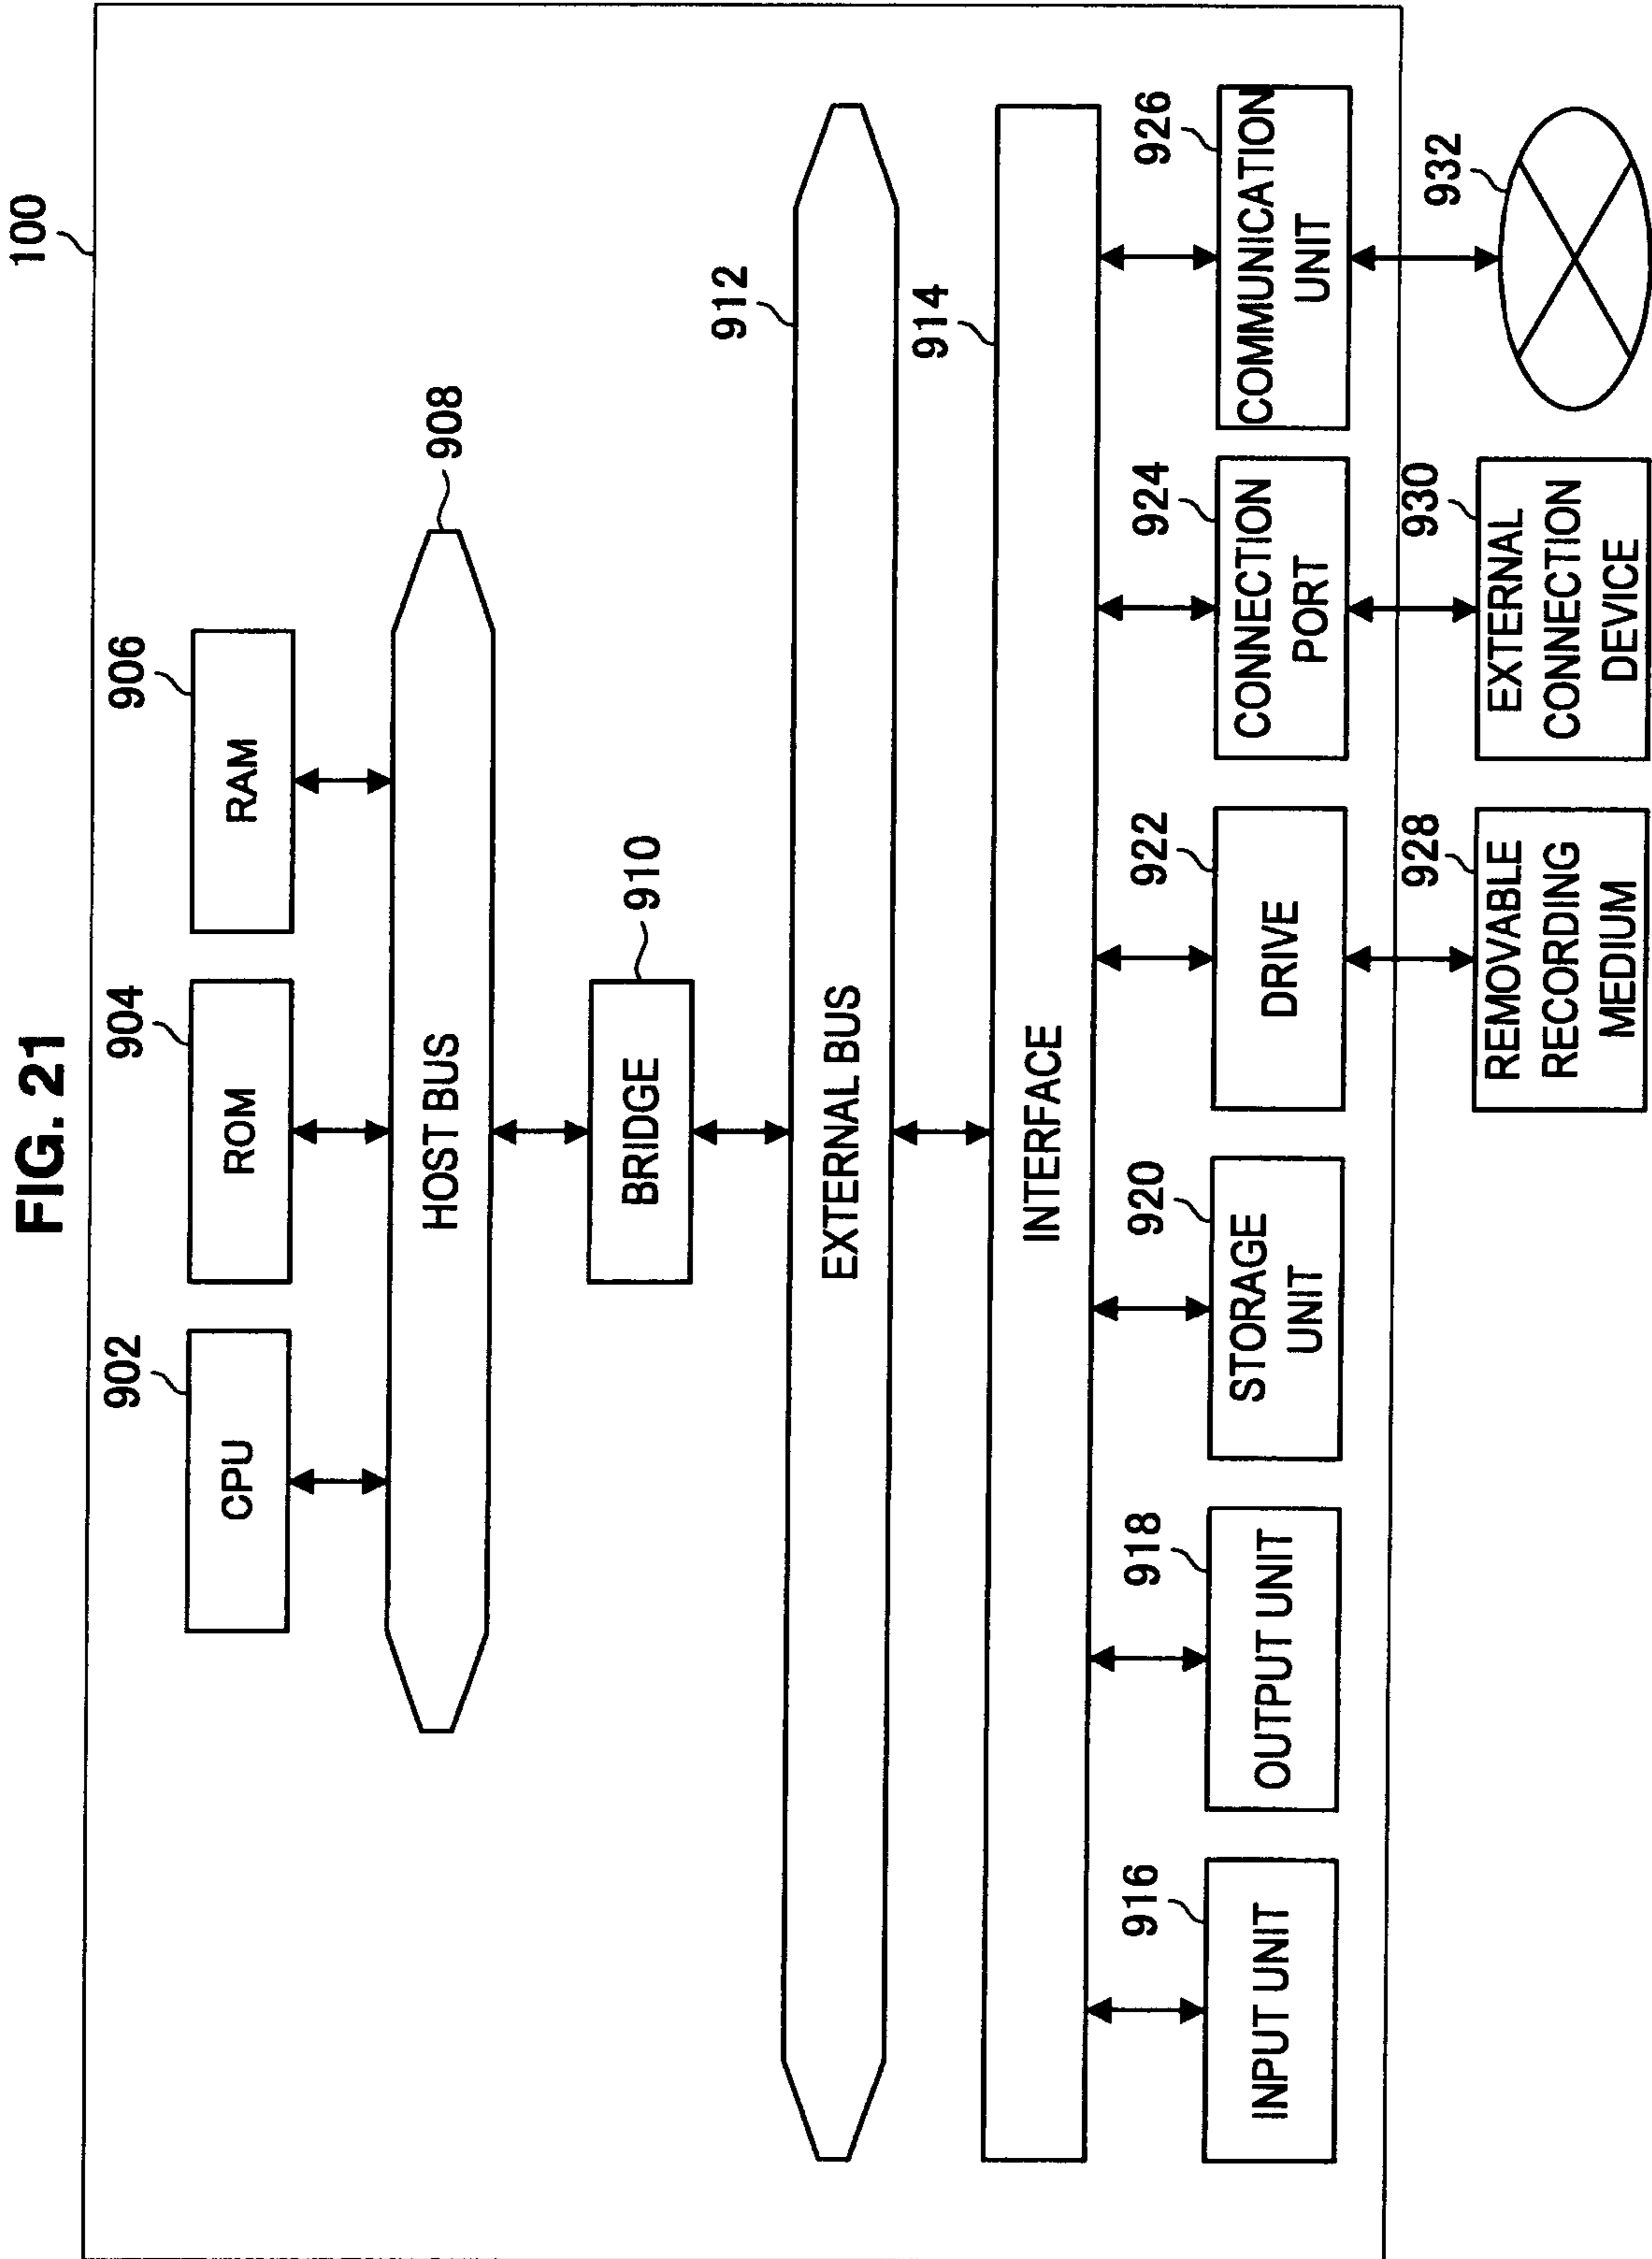 FIG. 21
100
902
904
906
CPU
ROM
RAM
908
HOST BUS
910
BRIDGE
912
EXTERNAL BUS
914
INTERFACE
916
918
920
922
924
926
INPUT UNIT
OUTPUT UNIT
STORAGE
UNIT
DRIVE
CONNECTION
PORT
COMMUNICATION
UNIT
928
930
932
REMOVABLE
RECORDING
MEDIUM
EXTERNAL
CONNECTION
DEVICE